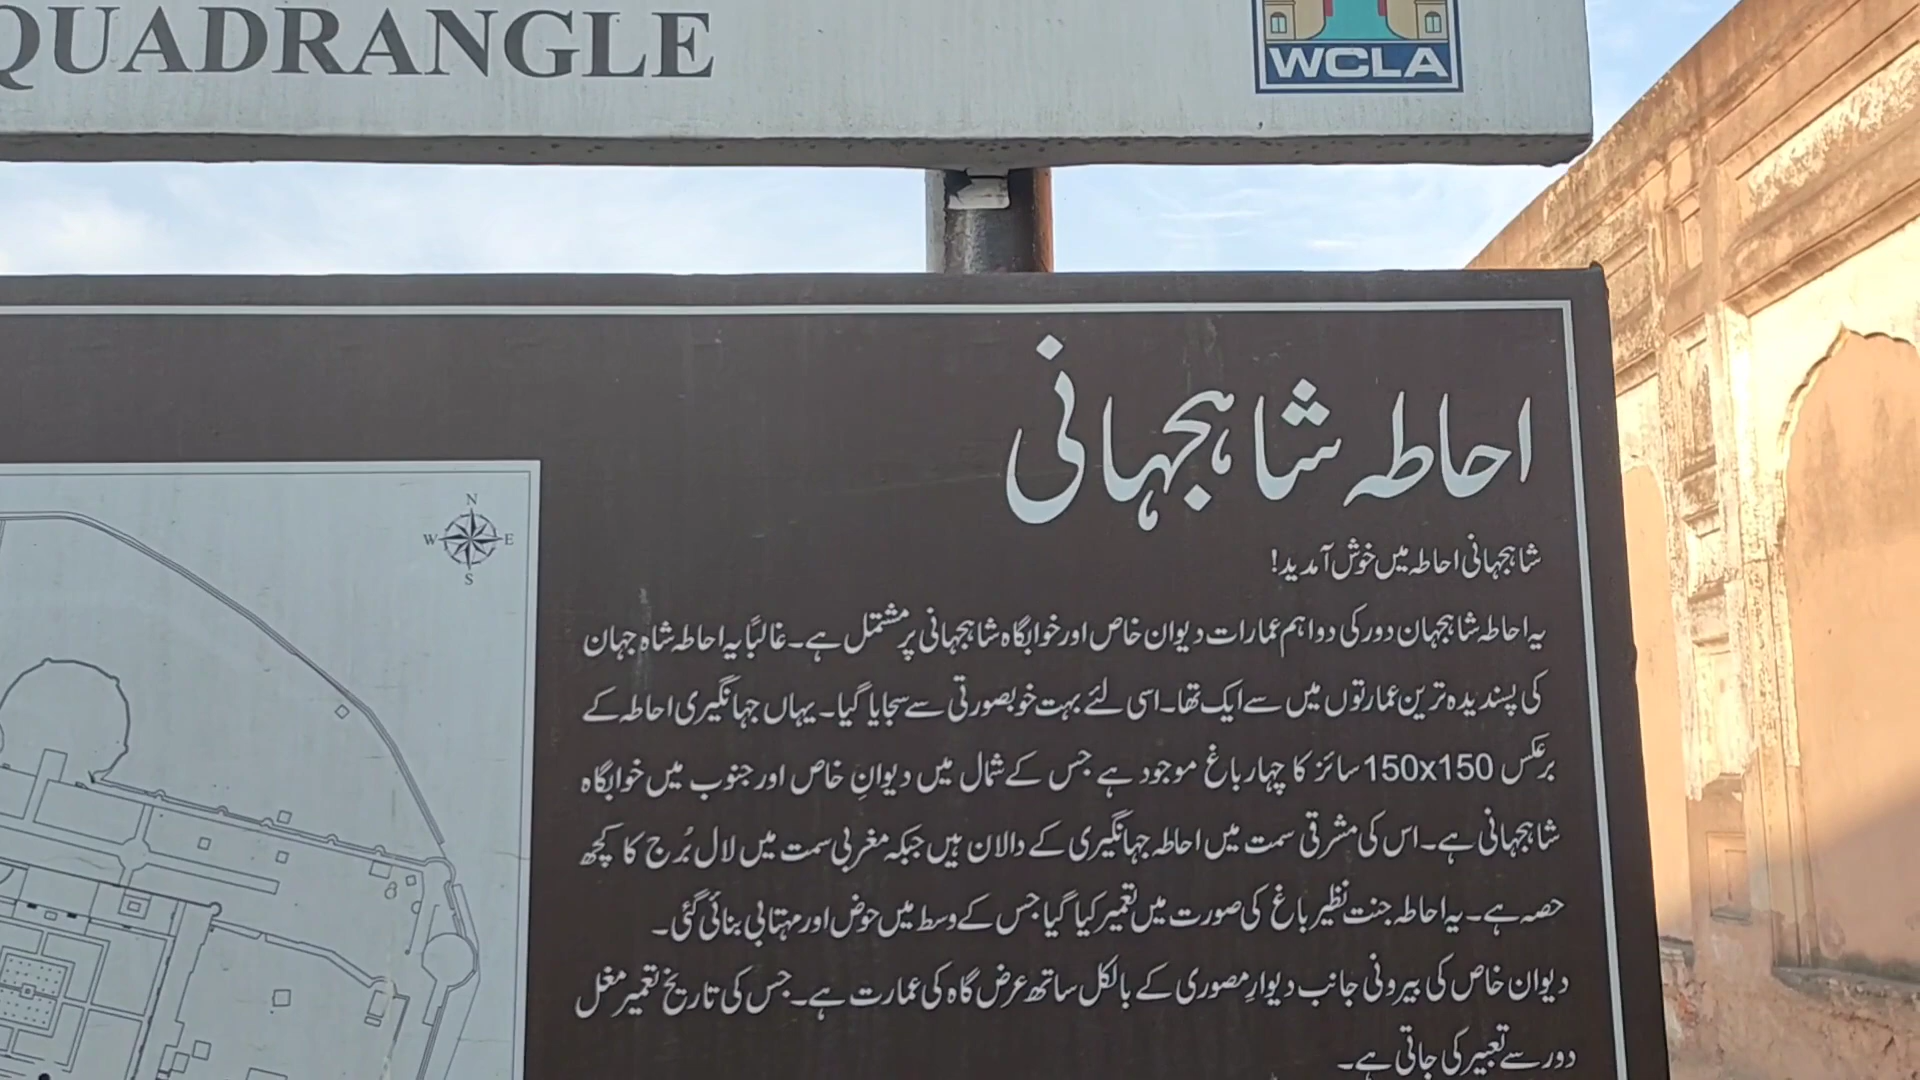 QUADRANGLE
WCLA
احاطہ شاہجہانی
شاہجہانی احاطہ میں خوش آمدید!
یہ احاطہ شاہجہان دور کی دو اہم عمارات دیوان خاص اور خوابگاہ شاہجہانی پر مشتمل ہے۔ غالباً یہ احاطہ شاہ جہان
کی پسندیدہ ترین عمارتوں میں سے ایک تھا۔ اسی لئے بہت خوبصورتی سے سجایا گیا۔ یہاں جہانگیری احاطہ کے
برعکس 150x150 سائز کا چہار باغ موجود ہے جس کے شمال میں دیوانِ خاص اور جنوب میں خوابگاہ
شاہجہانی ہے۔ اس کی مشرقی سمت میں احاطہ جہانگیری کے دالان ہیں جبکہ مغربی سمت میں لال بُرج کا کچھ
حصہ ہے۔ یہ احاطہ جنت نظیر باغ کی صورت میں تعمیر کیا گیا جس کے وسط میں حوض اور مہتابی بنائی گئی۔
دیوان خاص کی بیرونی جانب دیوارِ مصوری کے بالکل ساتھ عرض گاہ کی عمارت ہے۔ جس کی تاریخ تعمیر مغل
دور سے تعبیر کی جاتی ہے۔
N
W E
S